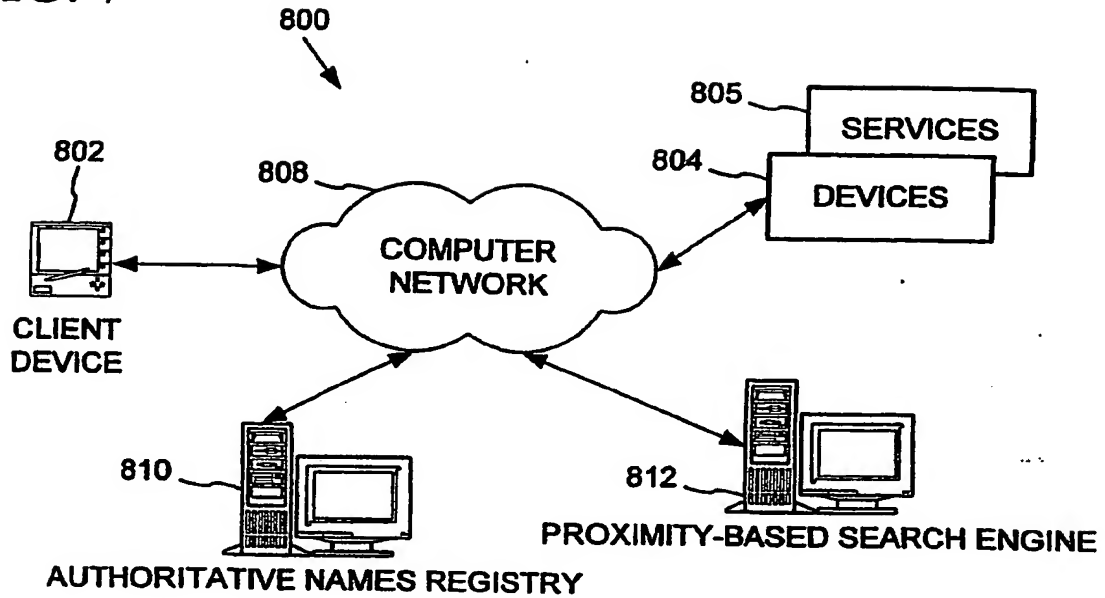 800
805
SERVICES
802
808
804
DEVICES
COMPUTER
NETWORK
CLIENT
DEVICE
810
812
PROXIMITY-BASED SEARCH ENGINE
AUTHORITATIVE NAMES REGISTRY